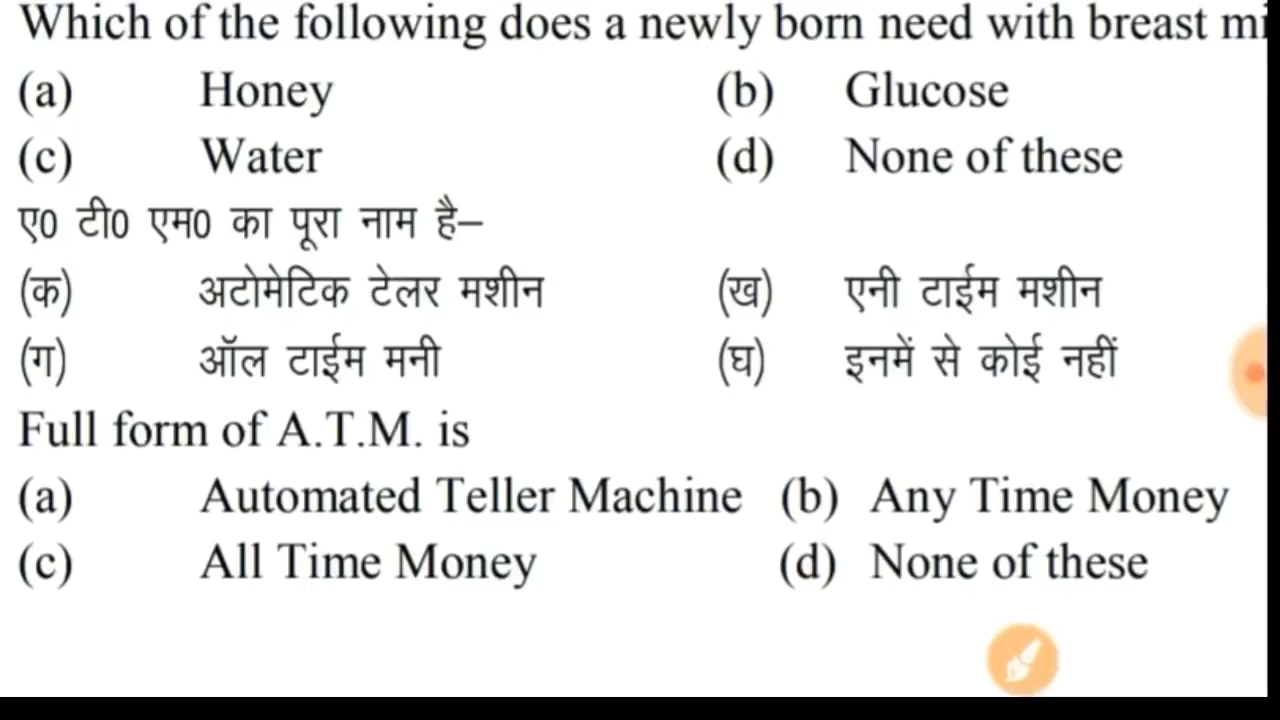 Which of the following does a newly born need with breast
(a) Honey (b) Glucose
(c) Water (d) None of these
ए0 टी0 एम0 का पूरा नाम है–
(क) अटोमेटिक टेलर मशीन (ख) एनी टाईम मशीन
(ग) ऑल टाईम मनी (घ) इनमें से कोई नहीं
Full form of A.T.M. is
(a) Automated Teller Machine (b) Any Time Money
(c) All Time Money (d) None of these